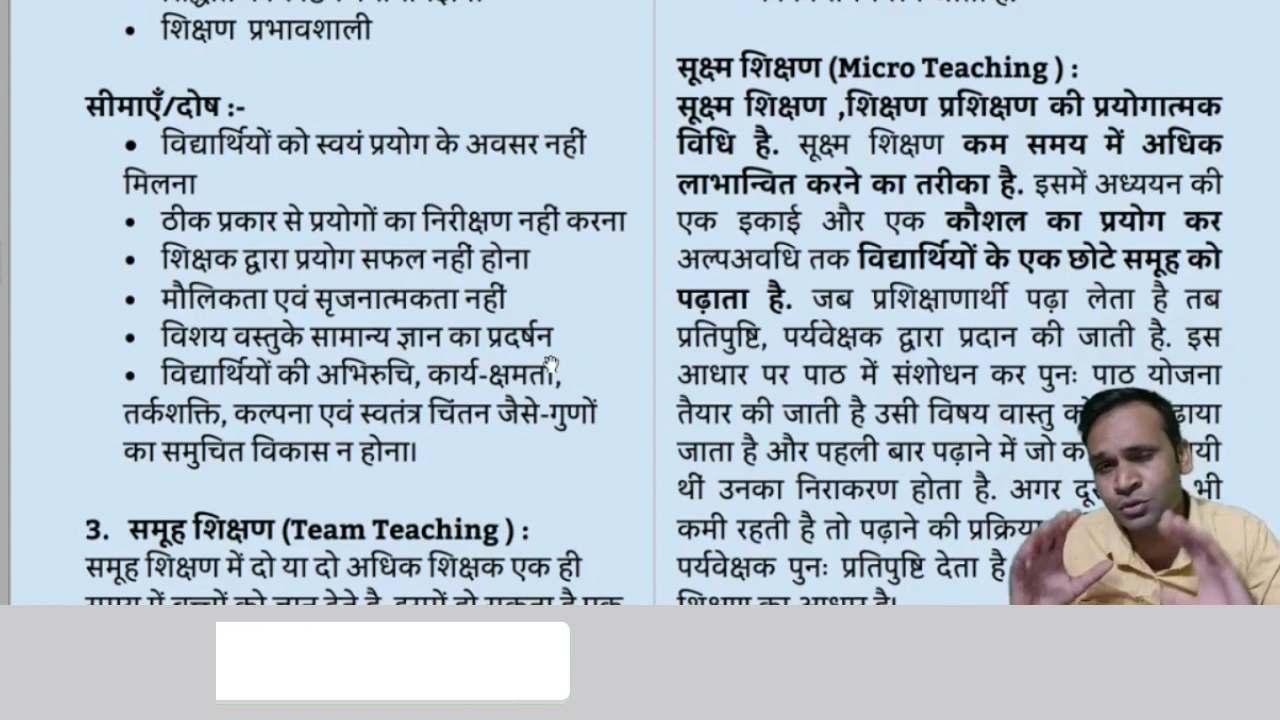 शिक्षण प्रभावशाली
सीमाएँ/दोष :-
विद्यार्थियों को स्वयं प्रयोग के अवसर नहीं
मिलना
ठीक प्रकार से प्रयोगों का निरीक्षण नहीं करना
शिक्षक द्वारा प्रयोग सफल नहीं होना
मौलिकता एवं सृजनात्मकता नहीं
विशय वस्तुके सामान्य ज्ञान का प्रदर्षन
विद्यार्थियों की अभिरुचि, कार्य-क्षमता,
तर्कशक्ति, कल्पना एवं स्वतंत्र चिंतन जैसे-गुणों
का समुचित विकास न होना।
3. समूह शिक्षण (Team Teaching ) :
समूह शिक्षण में दो या दो अधिक शिक्षक एक ही
सूक्ष्म शिक्षण (Micro Teaching ) :
सूक्ष्म शिक्षण ,शिक्षण प्रशिक्षण की प्रयोगात्मक
विधि है. सूक्ष्म शिक्षण कम समय में अधिक
लाभान्वित करने का तरीका है. इसमें अध्ययन की
एक इकाई और एक कौशल का प्रयोग कर
अल्पअवधि तक विद्यार्थियों के एक छोटे समूह को
पढ़ाता है. जब प्रशिक्षाणार्थी पढ़ा लेता है तब
प्रतिपुष्टि, पर्यवेक्षक द्वारा प्रदान की जाती है. इस
आधार पर पाठ में संशोधन कर पुनः पाठ योजना
तैयार की जाती है उसी विषय वास्तु
जाता है और पहली बार पढ़ाने में जो
थीं उनका निराकरण होता है. अगर भी
कमी रहती है तो पढ़ाने की प्रक्रिया
पर्यवेक्षक पुनः प्रतिपुष्टि देता है